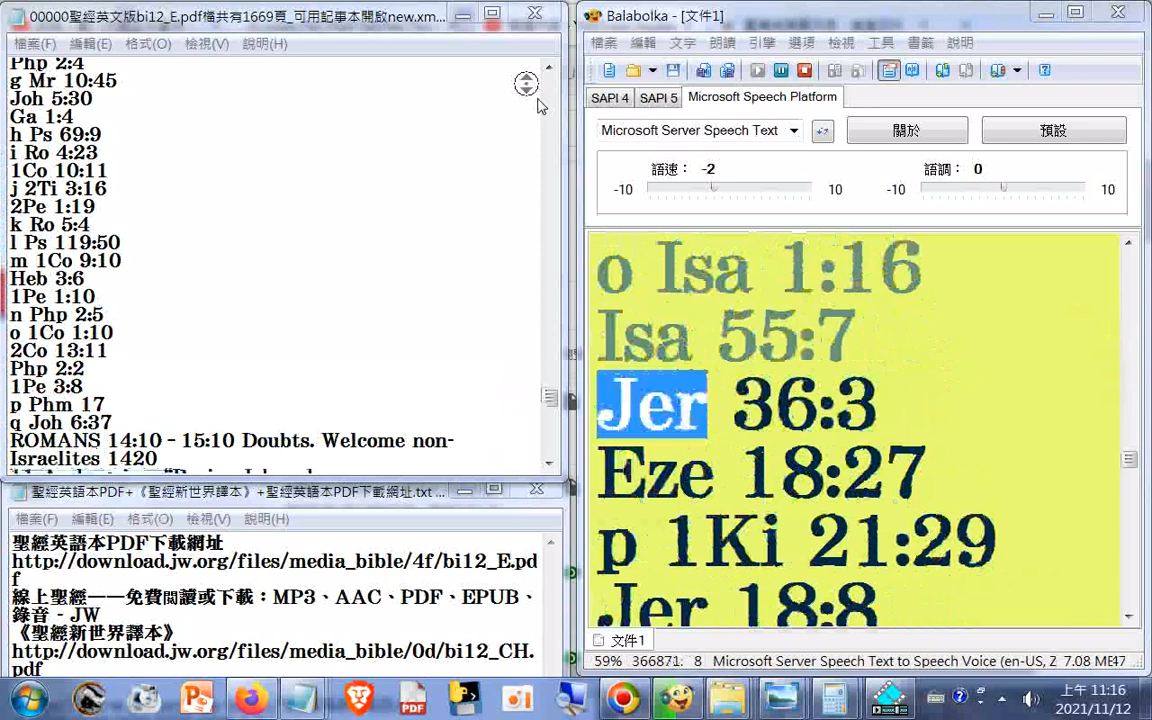 00000聖經英文版bi12_E.pdf檔共有1669頁_可用記事本開啟new.xm...
檔案(F) 編輯(E) 格式(O) 檢視(V) 說明(H)
Php 2:4
g Mr 10:45
Joh 5:30
Ga 1:4
h Ps 69:9
i Ro 4:23
1Co 10:11
j 2Ti 3:16
2Pe 1:19
k Ro 5:4
l Ps 119:50
m 1Co 9:10
Heb 3:6
1Pe 1:10
n Php 2:5
o 1Co 1:10
2Co 13:11
Php 2:2
1Pe 3:8
p Phm 17
q Joh 6:37
ROMANS 14:10–15:10 Doubts. Welcome non-
Israelites 1420
聖經英語本PDF+《聖經新世界譯本》+聖經英語本PDF下載網址.txt ...
檔案(F) 編輯(E) 格式(O) 檢視(V) 說明(H)
聖經英語本PDF下載網址
http://download.jw.org/files/media_bible/4f/bi12_E.pd
f
線上聖經——免費閱讀或下載：MP3、AAC、PDF、EPUB、
錄音 - JW
《聖經新世界譯本》
http://download.jw.org/files/media_bible/0d/bi12_CH.
pdf
Balabolka - [文件1]
檔案 編輯 文字 朗讀 引擎 選項 檢視 工具 書籤 說明
SAPI 4 SAPI 5 Microsoft Speech Platform
Microsoft Server Speech Text 關於 預設
語速： -2 語調： 0
-10 10 -10 10
o Isa 1:16
Isa 55:7
Jer 36:3
Eze 18:27
p 1Ki 21:29
Jer 18:8
文件1
59% 366871: 8 Microsoft Server Speech Text to Speech Voice (en-US, Z 7.08 MB 47
PDF
上午 11:16
2021/11/12